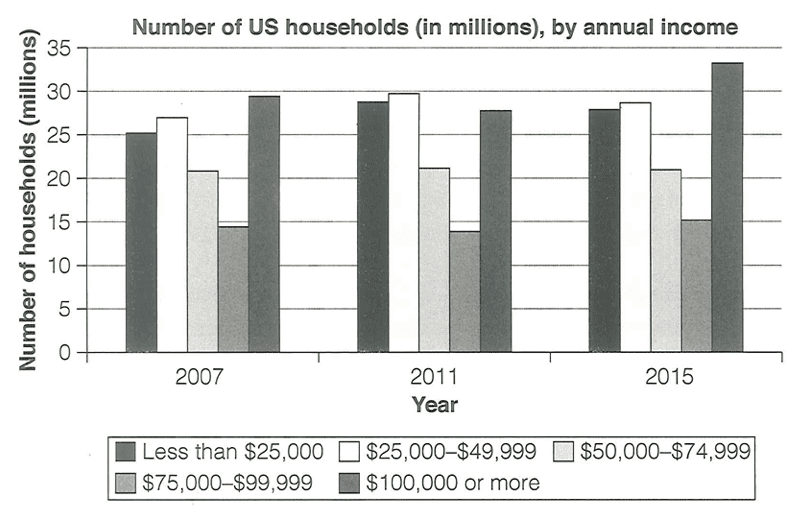 Number of US households (in millions), by annual income
Number of households (millions)
35
30
25
20
15
10
5
0
2007 2011 2015
Year
Less than $25,000 $25,000–$49,999 $50,000–$74,999
$75,000–$99,999 $100,000 or more